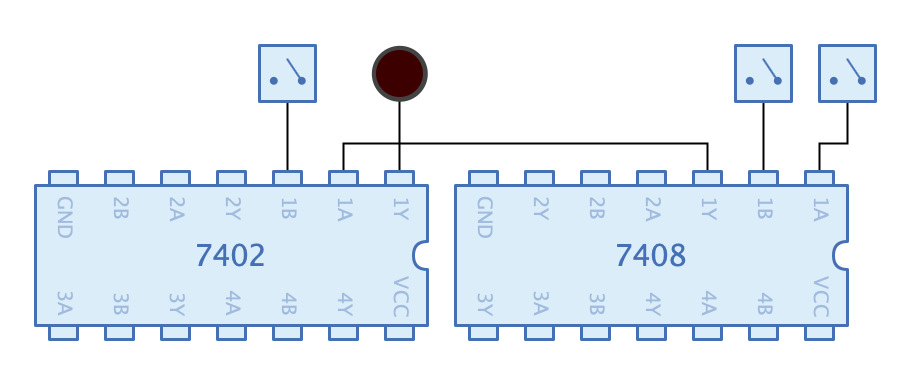 GND 2B 2A 2Y 1B 1A 1Y
7402
3A 3B 3Y 4A 4B 4Y VCC
GND 2Y 2B 2A 1Y 1B 1A
7408
3Y 3A 3B 4Y 4A 4B VCC